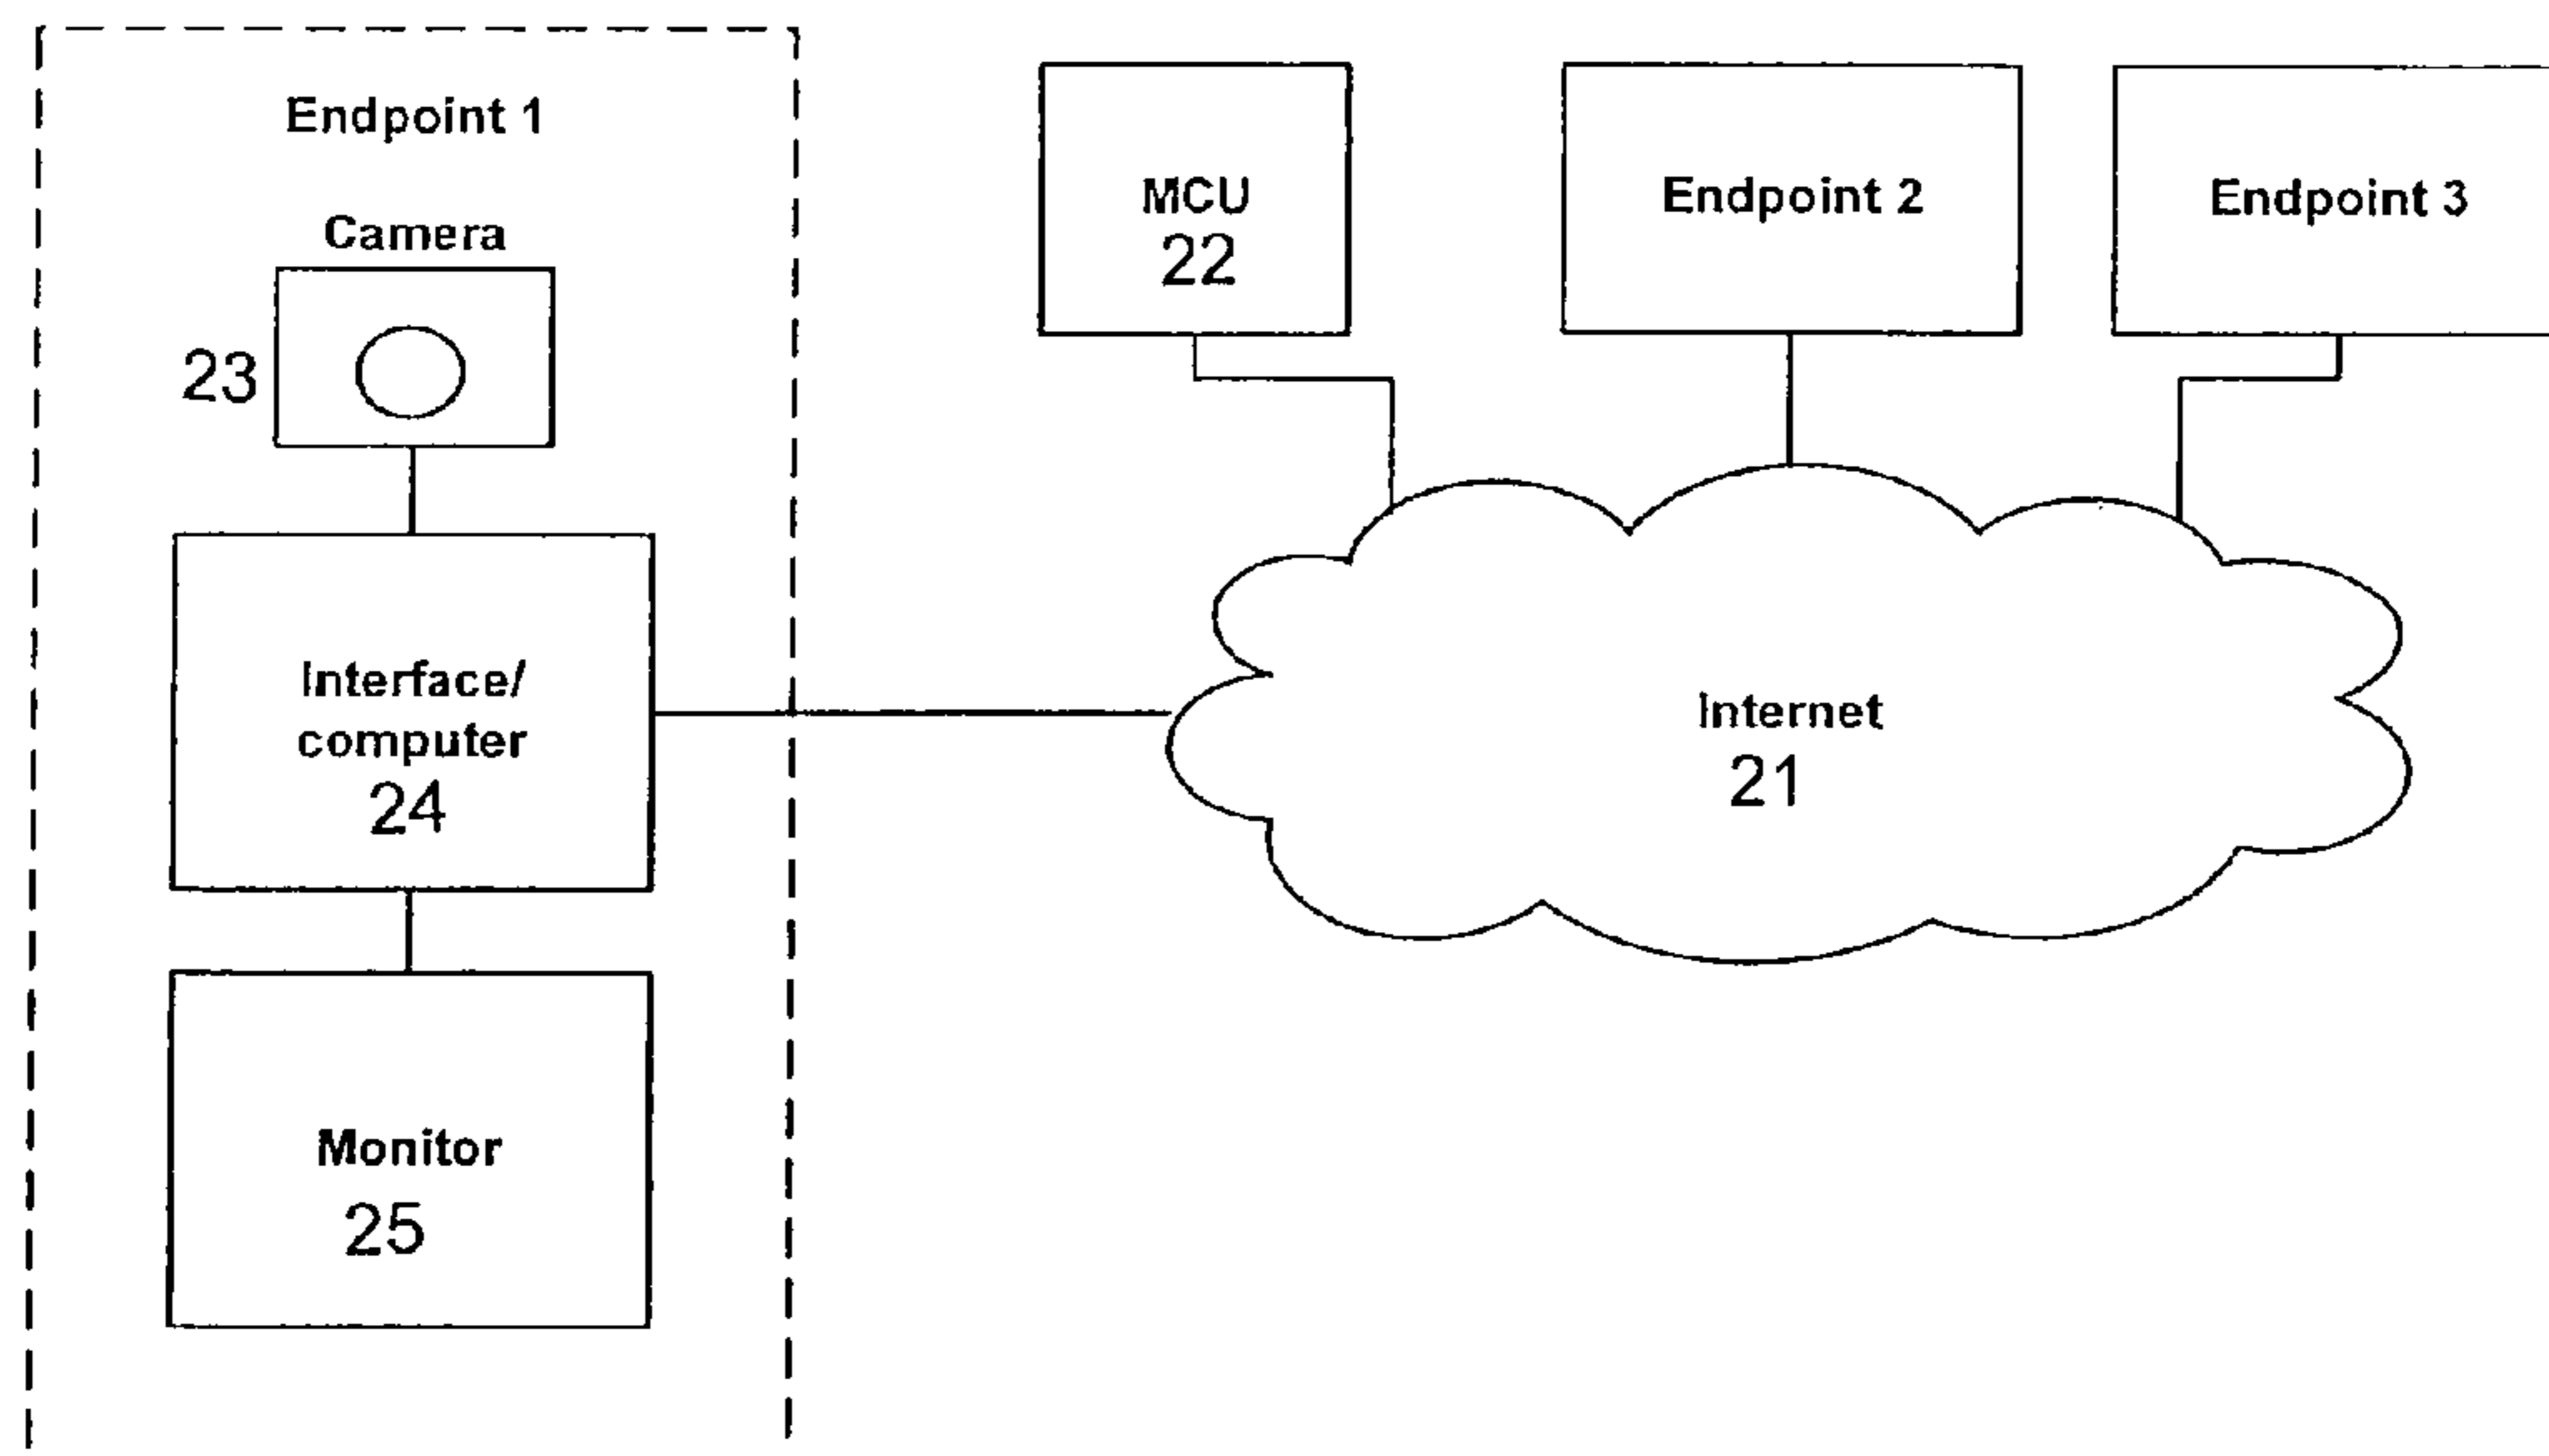 Endpoint 1
Camera
23
Interface/
computer
24
Monitor
25
MCU
22
Endpoint 2
Endpoint 3
Internet
21